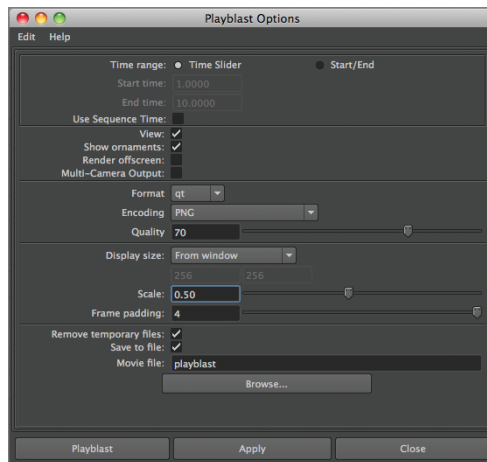 Playblast Options
Edit Help
Time range: Time Slider Start/End
Start time: 1.0000
End time: 10.0000
Use Sequence Time:
View:
Show ornaments:
Render offscreen:
Multi-Camera Output:
Format qt
Encoding PNG
Quality 70
Display size: From window
256 256
Scale: 0.50
Frame padding: 4
Remove temporary files:
Save to file:
Movie file: playblast
Browse...
Playblast Apply Close